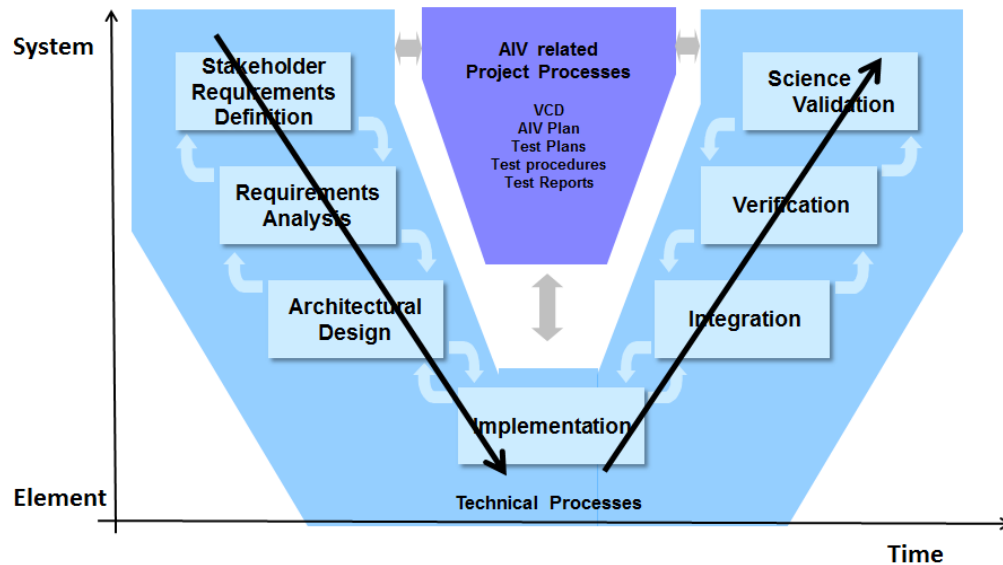 System
Stakeholder
Requirements
Definition
Requirements
Analysis
Architectural
Design
Implementation
AIV related
Project Processes
VCD
AIV Plan
Test Plans
Test procedures
Test Reports
Science
Validation
Verification
Integration
Technical Processes
Element
Time